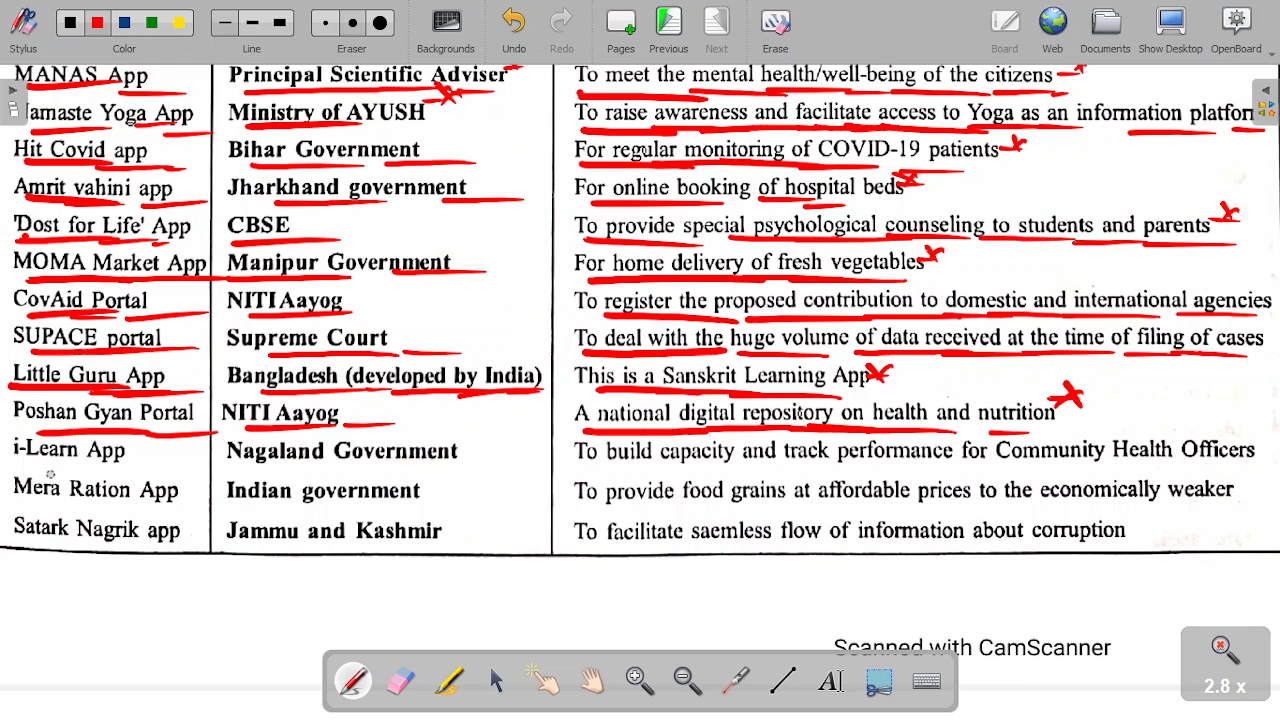 Stylus Color Line Eraser Backgrounds Undo Redo Pages Previous Next Erase Board Web Documents Show Desktop OpenBoard
MANAS App Principal Scientific Adviser To meet the mental health/well-being of the citizens
amaste Yoga App Ministry of AYUSH To raise awareness and facilitate access to Yoga as an information platfor
Hit Covid app Bihar Government For regular monitoring of COVID-19 patients
Amrit vahini app Jharkhand government For online booking of hospital beds
'Dost for Life' App CBSE To provide special psychological counseling to students and parents
MOMA Market App Manipur Government For home delivery of fresh vegetables
CovAid Portal NITI Aayog To register the proposed contribution to domestic and international agencies
SUPACE portal Supreme Court To deal with the huge volume of data received at the time of filing of cases
Little Guru App Bangladesh (developed by India) This is a Sanskrit Learning App
Poshan Gyan Portal NITI Aayog A national digital repository on health and nutrition
i-Learn App Nagaland Government To build capacity and track performance for Community Health Officers
Mera Ration App Indian government To provide food grains at affordable prices to the economically weaker
Satark Nagrik app Jammu and Kashmir To facilitate saemless flow of information about corruption
Scanned with CamScanner
2.8 x